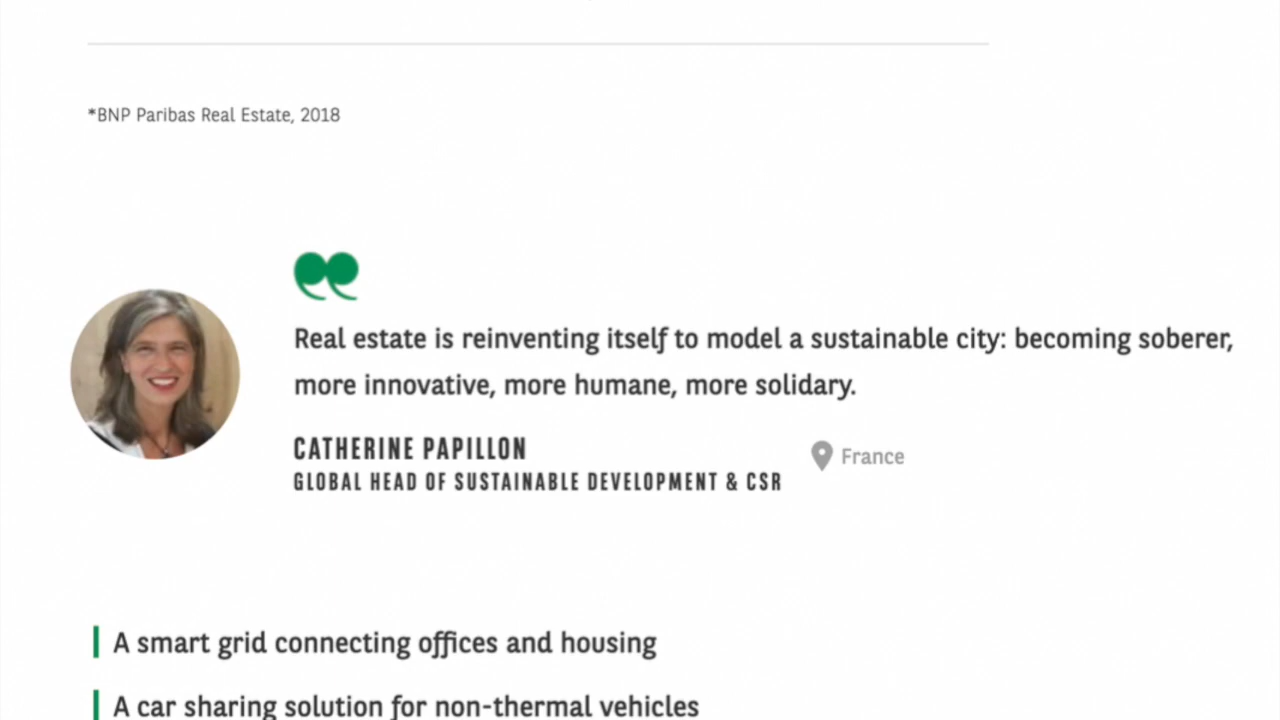 *BNP Paribas Real Estate, 2018
Real estate is reinventing itself to model a sustainable city: becoming soberer,
more innovative, more humane, more solidary.
CATHERINE PAPILLON
France
GLOBAL HEAD OF SUSTAINABLE DEVELOPMENT & CSR
A smart grid connecting offices and housing
A car sharing solution for non-thermal vehicles